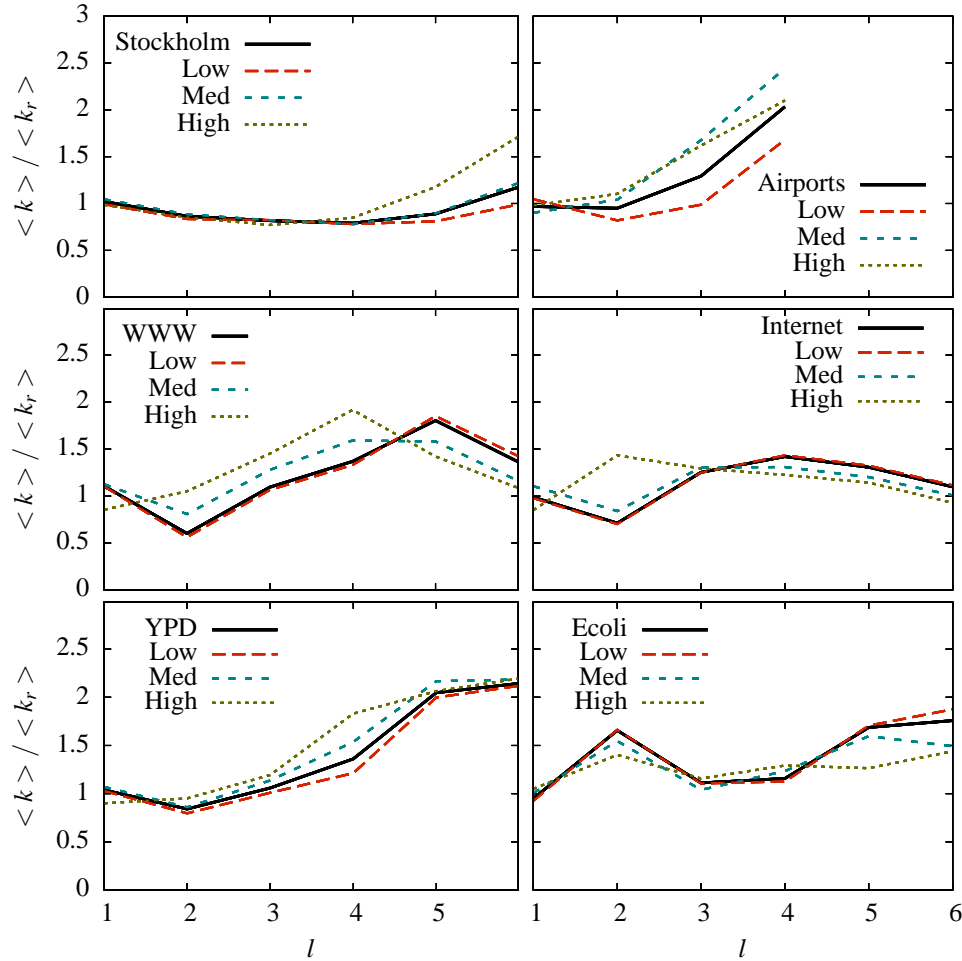 3
2.5
2
1.5
1
0.5
0
< k > / < k_r >
Stockholm
Low
Med
High
Airports
Low
Med
High
2.5
2
1.5
1
0.5
0
< k > / < k_r >
WWW
Low
Med
High
Internet
Low
Med
High
2.5
2
1.5
1
0.5
0
< k > / < k_r >
YPD
Low
Med
High
Ecoli
Low
Med
High
1 2 3 4 5
1 2 3 4 5 6
l
l